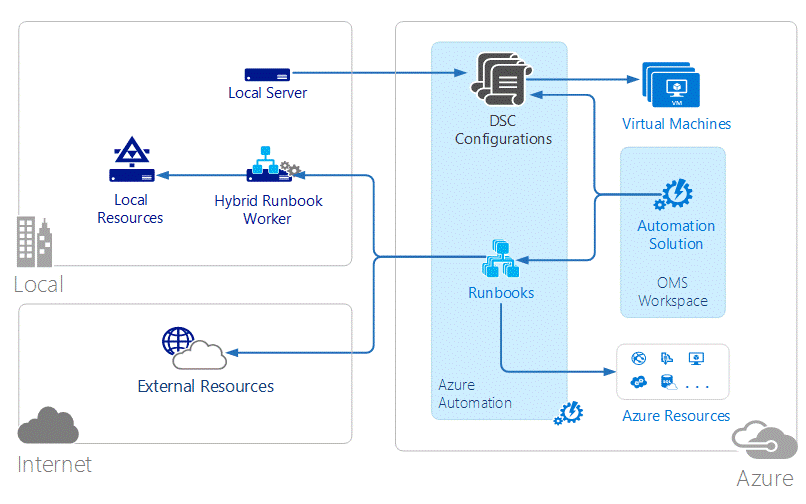 Local Server
Local
Resources
Hybrid Runbook
Worker
Local
External Resources
Internet
DSC
Configurations
VM
Virtual Machines
Automation
Solution
OMS
Workspace
Runbooks
Azure
Automation
SQL
. . .
Azure Resources
Azure